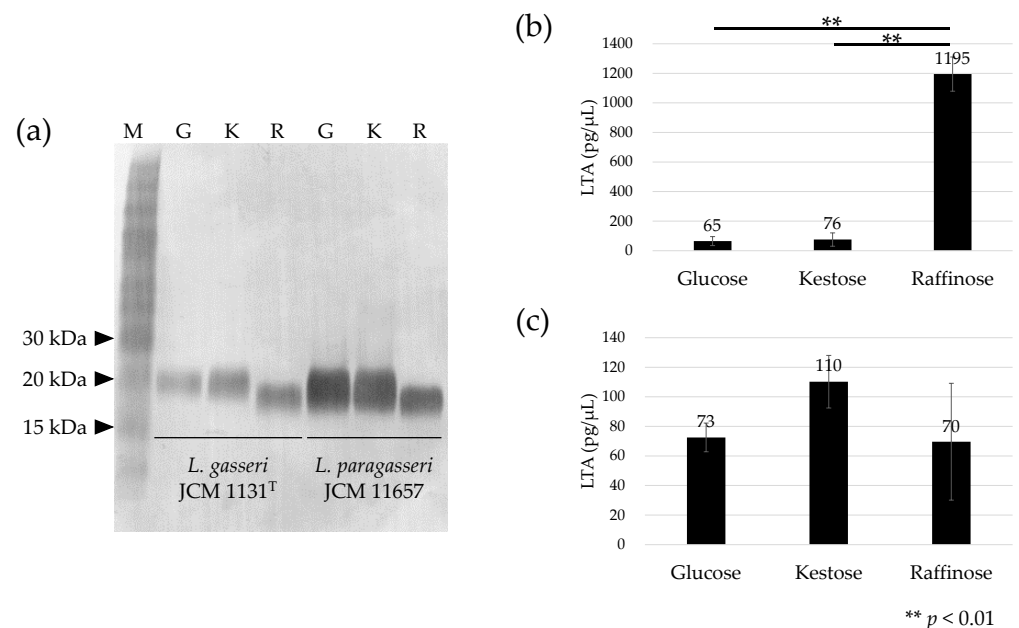 (a)
M G K R G K R
30 kDa ►
20 kDa ►
15 kDa ►
L. gasseri
JCM 1131ᵀ
L. paragasseri
JCM 11657
(b)
**
**
LTA (pg/µL)
1400
1200
1000
800
600
400
200
0
65
76
1195
Glucose Kestose Raffinose
(c)
LTA (pg/µL)
140
120
100
80
60
40
20
0
73
110
70
Glucose Kestose Raffinose
** p < 0.01